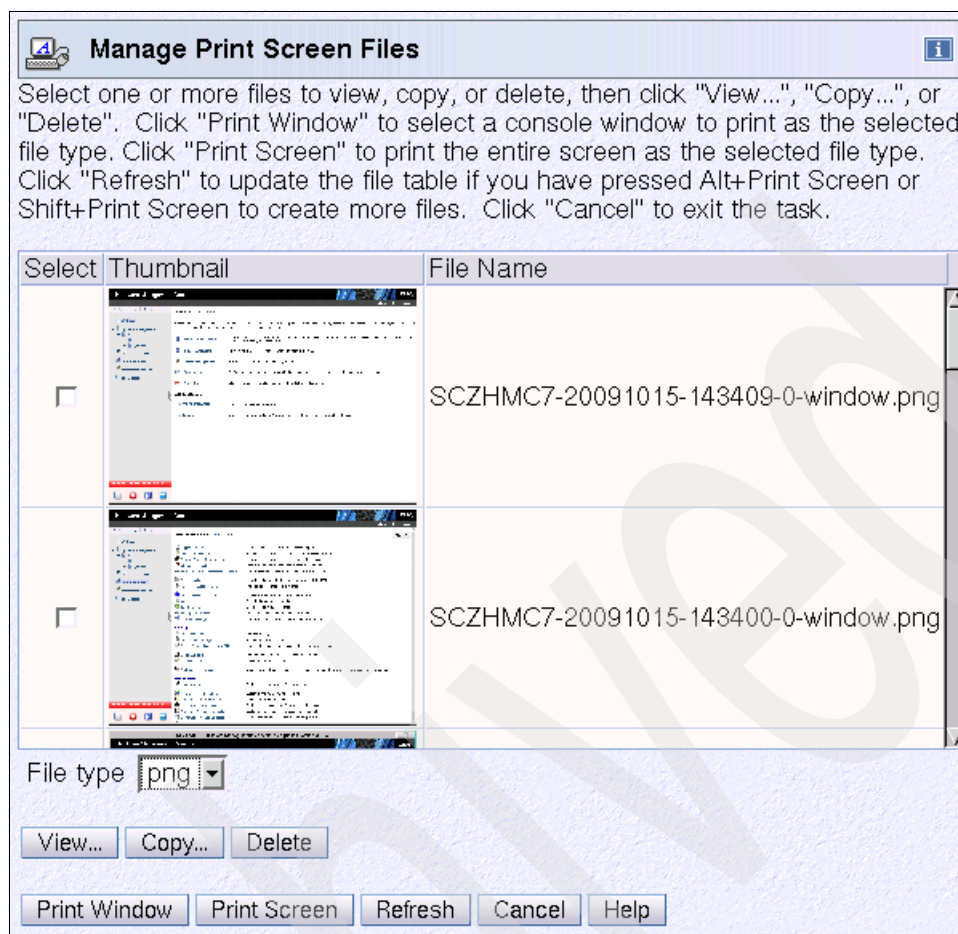 Manage Print Screen Files
Select one or more files to view, copy, or delete, then click "View...", "Copy...", or
"Delete".  Click "Print Window" to select a console window to print as the selected
file type. Click "Print Screen" to print the entire screen as the selected file type.
Click "Refresh" to update the file table if you have pressed Alt+Print Screen or
Shift+Print Screen to create more files.  Click "Cancel" to exit the task.
Select Thumbnail File Name
SCZHMC7-20091015-143409-0-window.png
SCZHMC7-20091015-143400-0-window.png
File type png
View... Copy... Delete
Print Window Print Screen Refresh Cancel Help